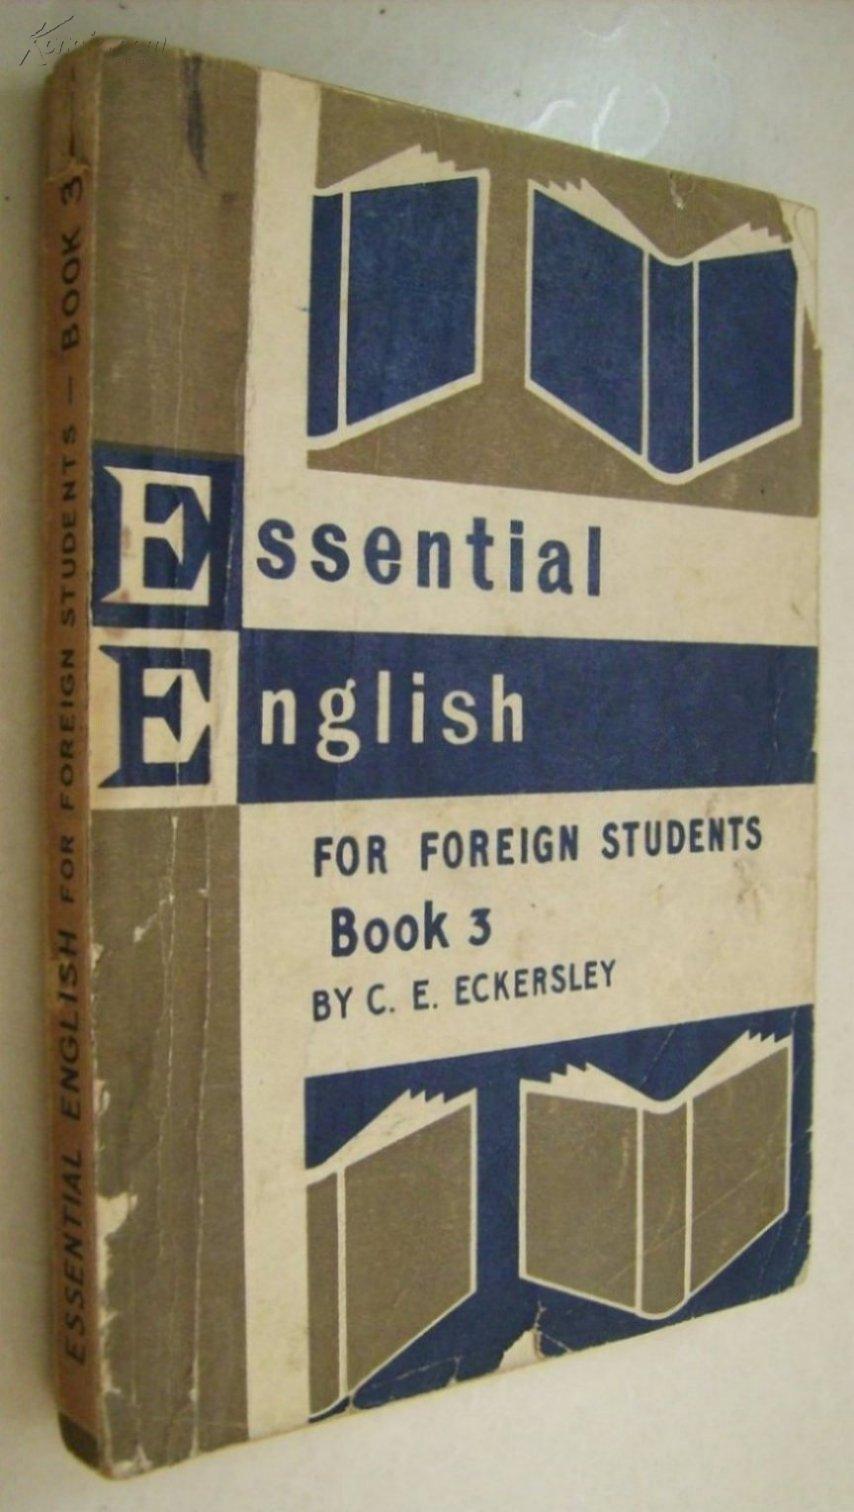 Essential
English
FOR FOREIGN STUDENTS
Book 3
BY C. E. ECKERSLEY
ESSENTIAL ENGLISH FOR FOREIGN STUDENTS — BOOK 3